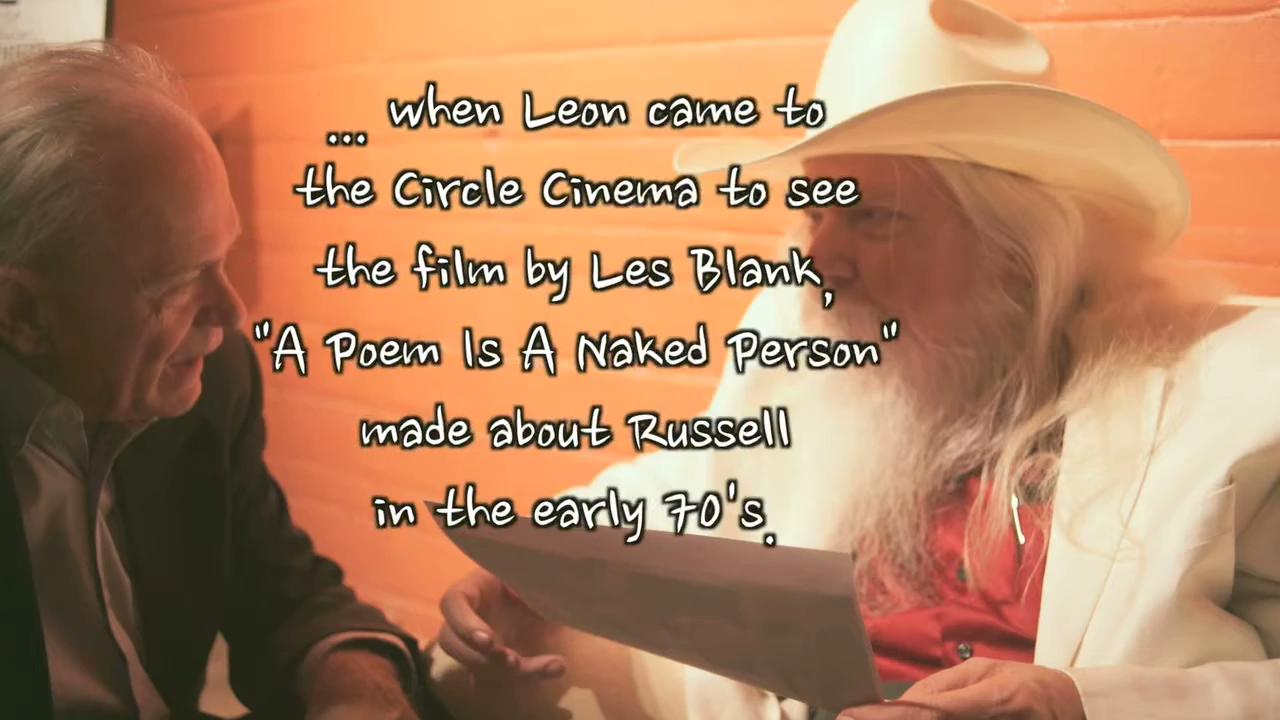 ... when Leon came to
the Circle Cinema to see
the film by Les Blank,
"A Poem Is A Naked Person"
made about Russell
in the early 70's.